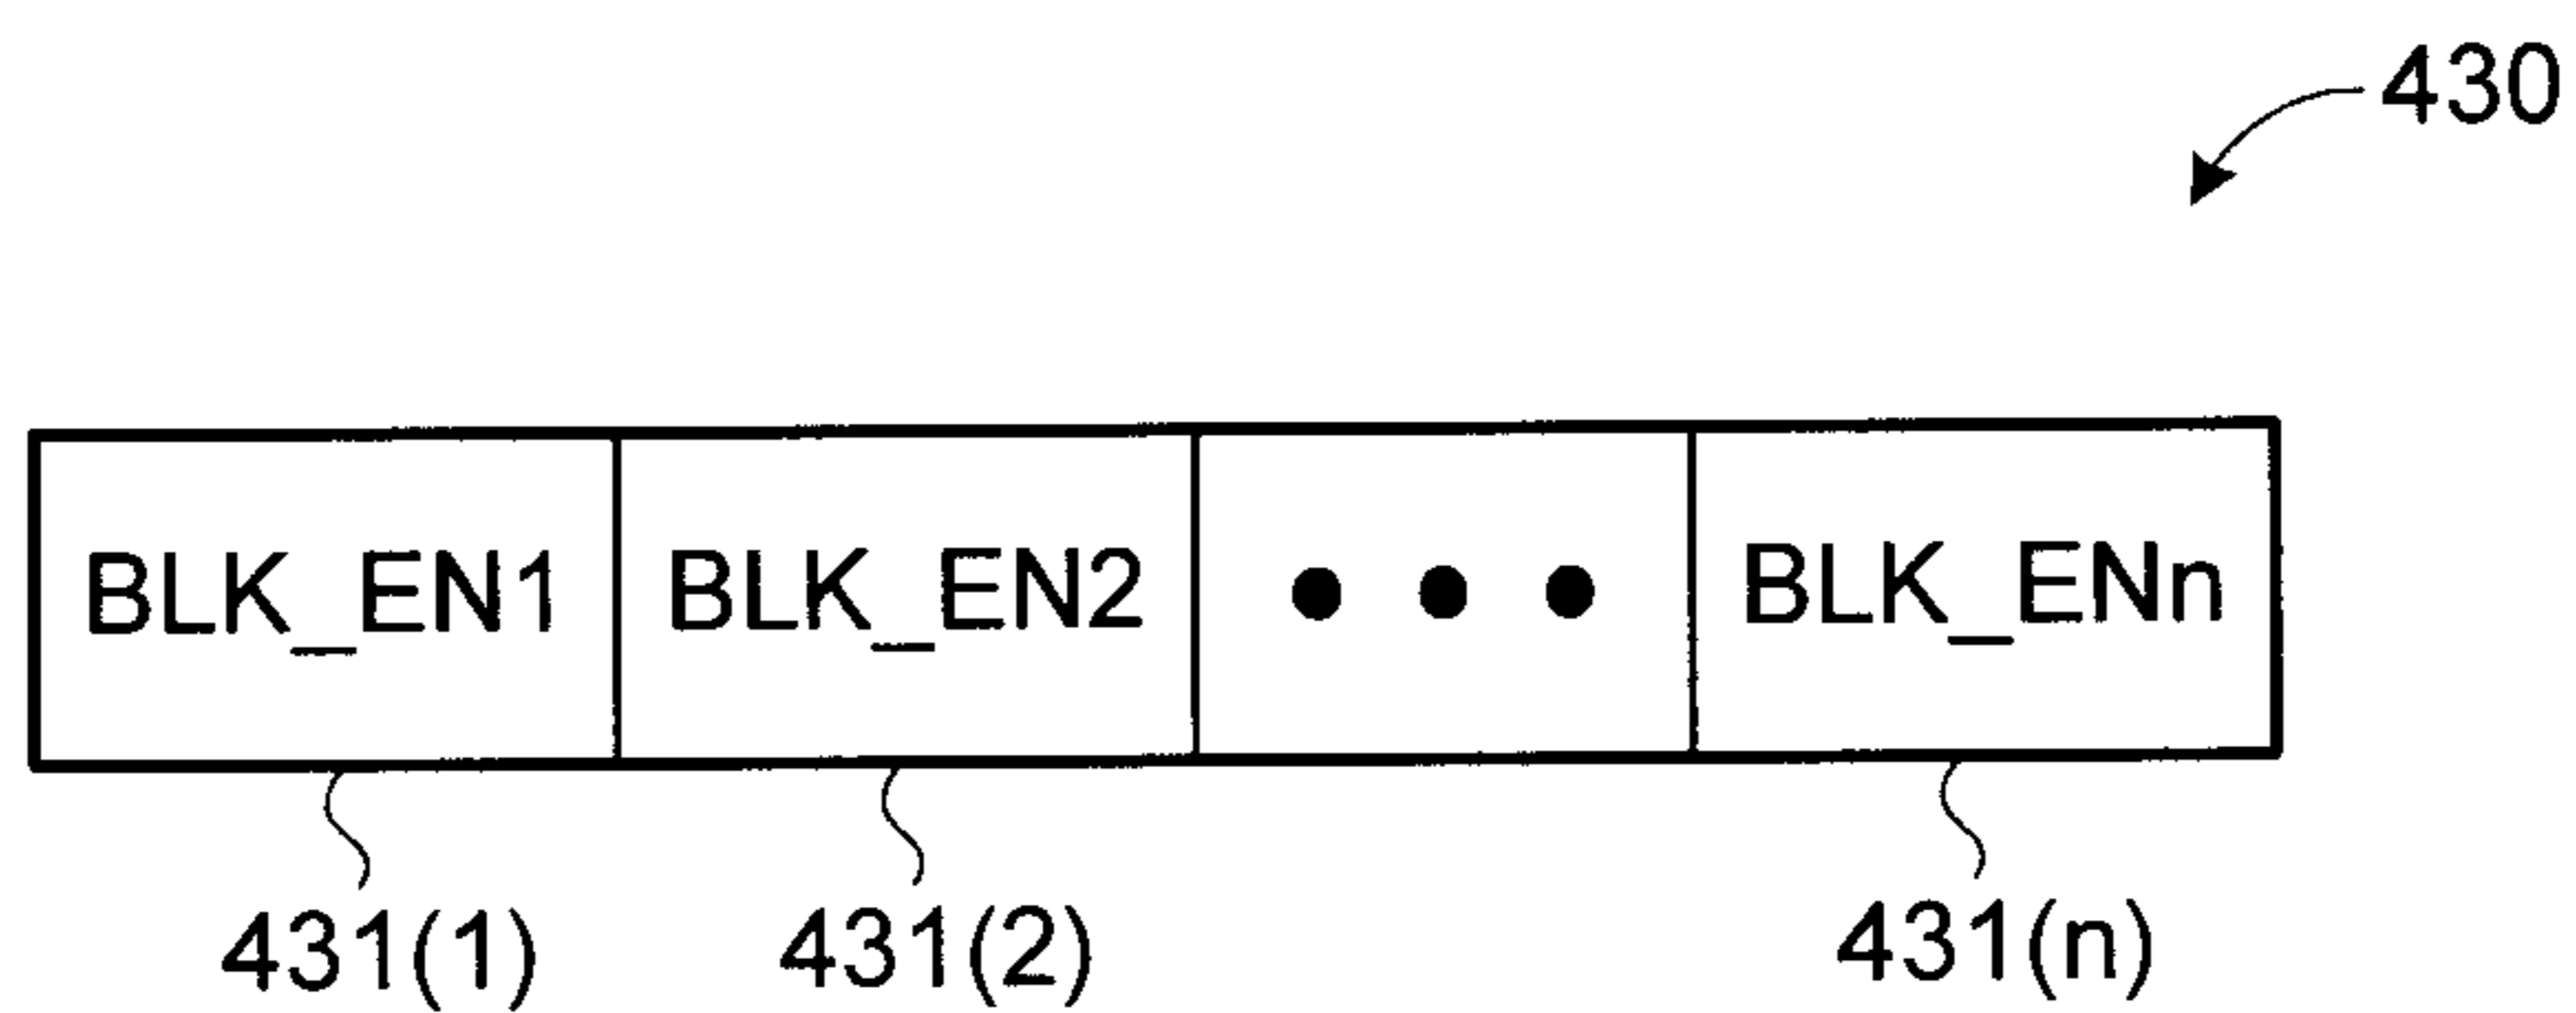 430
BLK_EN1 BLK_EN2 ● ● ● BLK_ENn
431(1) 431(2) 431(n)